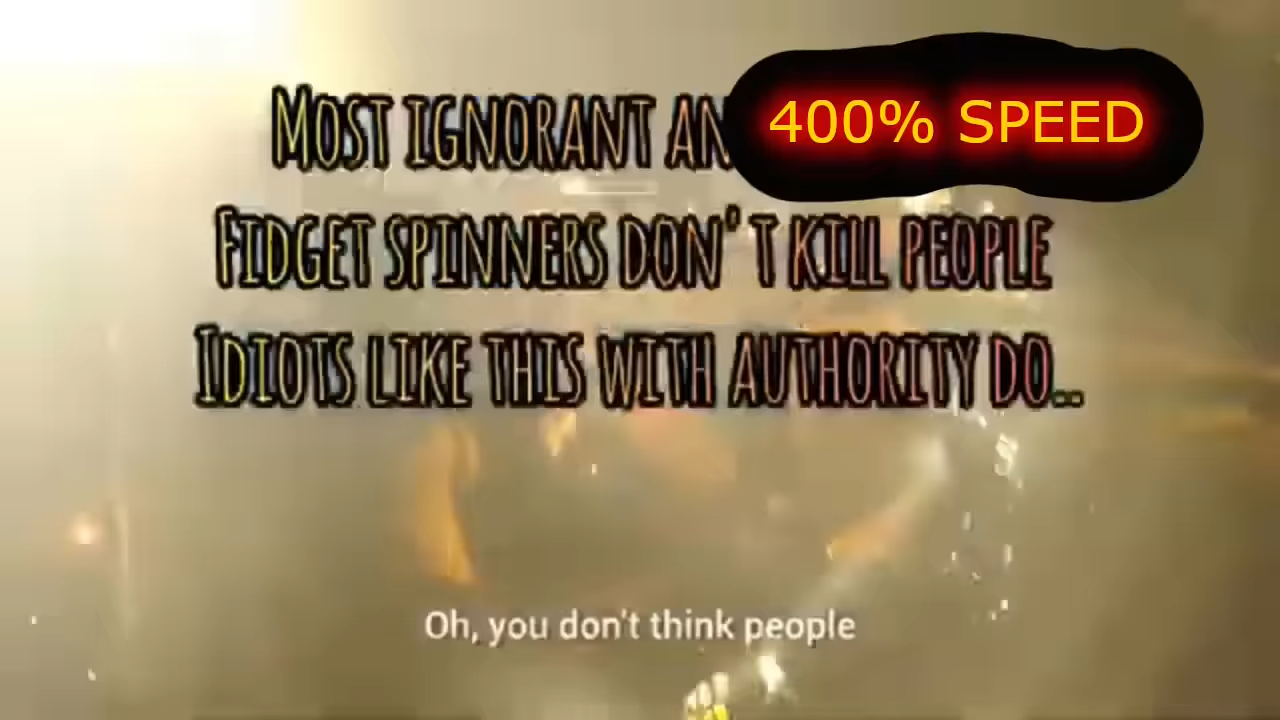 Most ignorant an
400% SPEED
Fidget spinners don't kill people
Idiots like this with authority do..
Oh, you don't think people